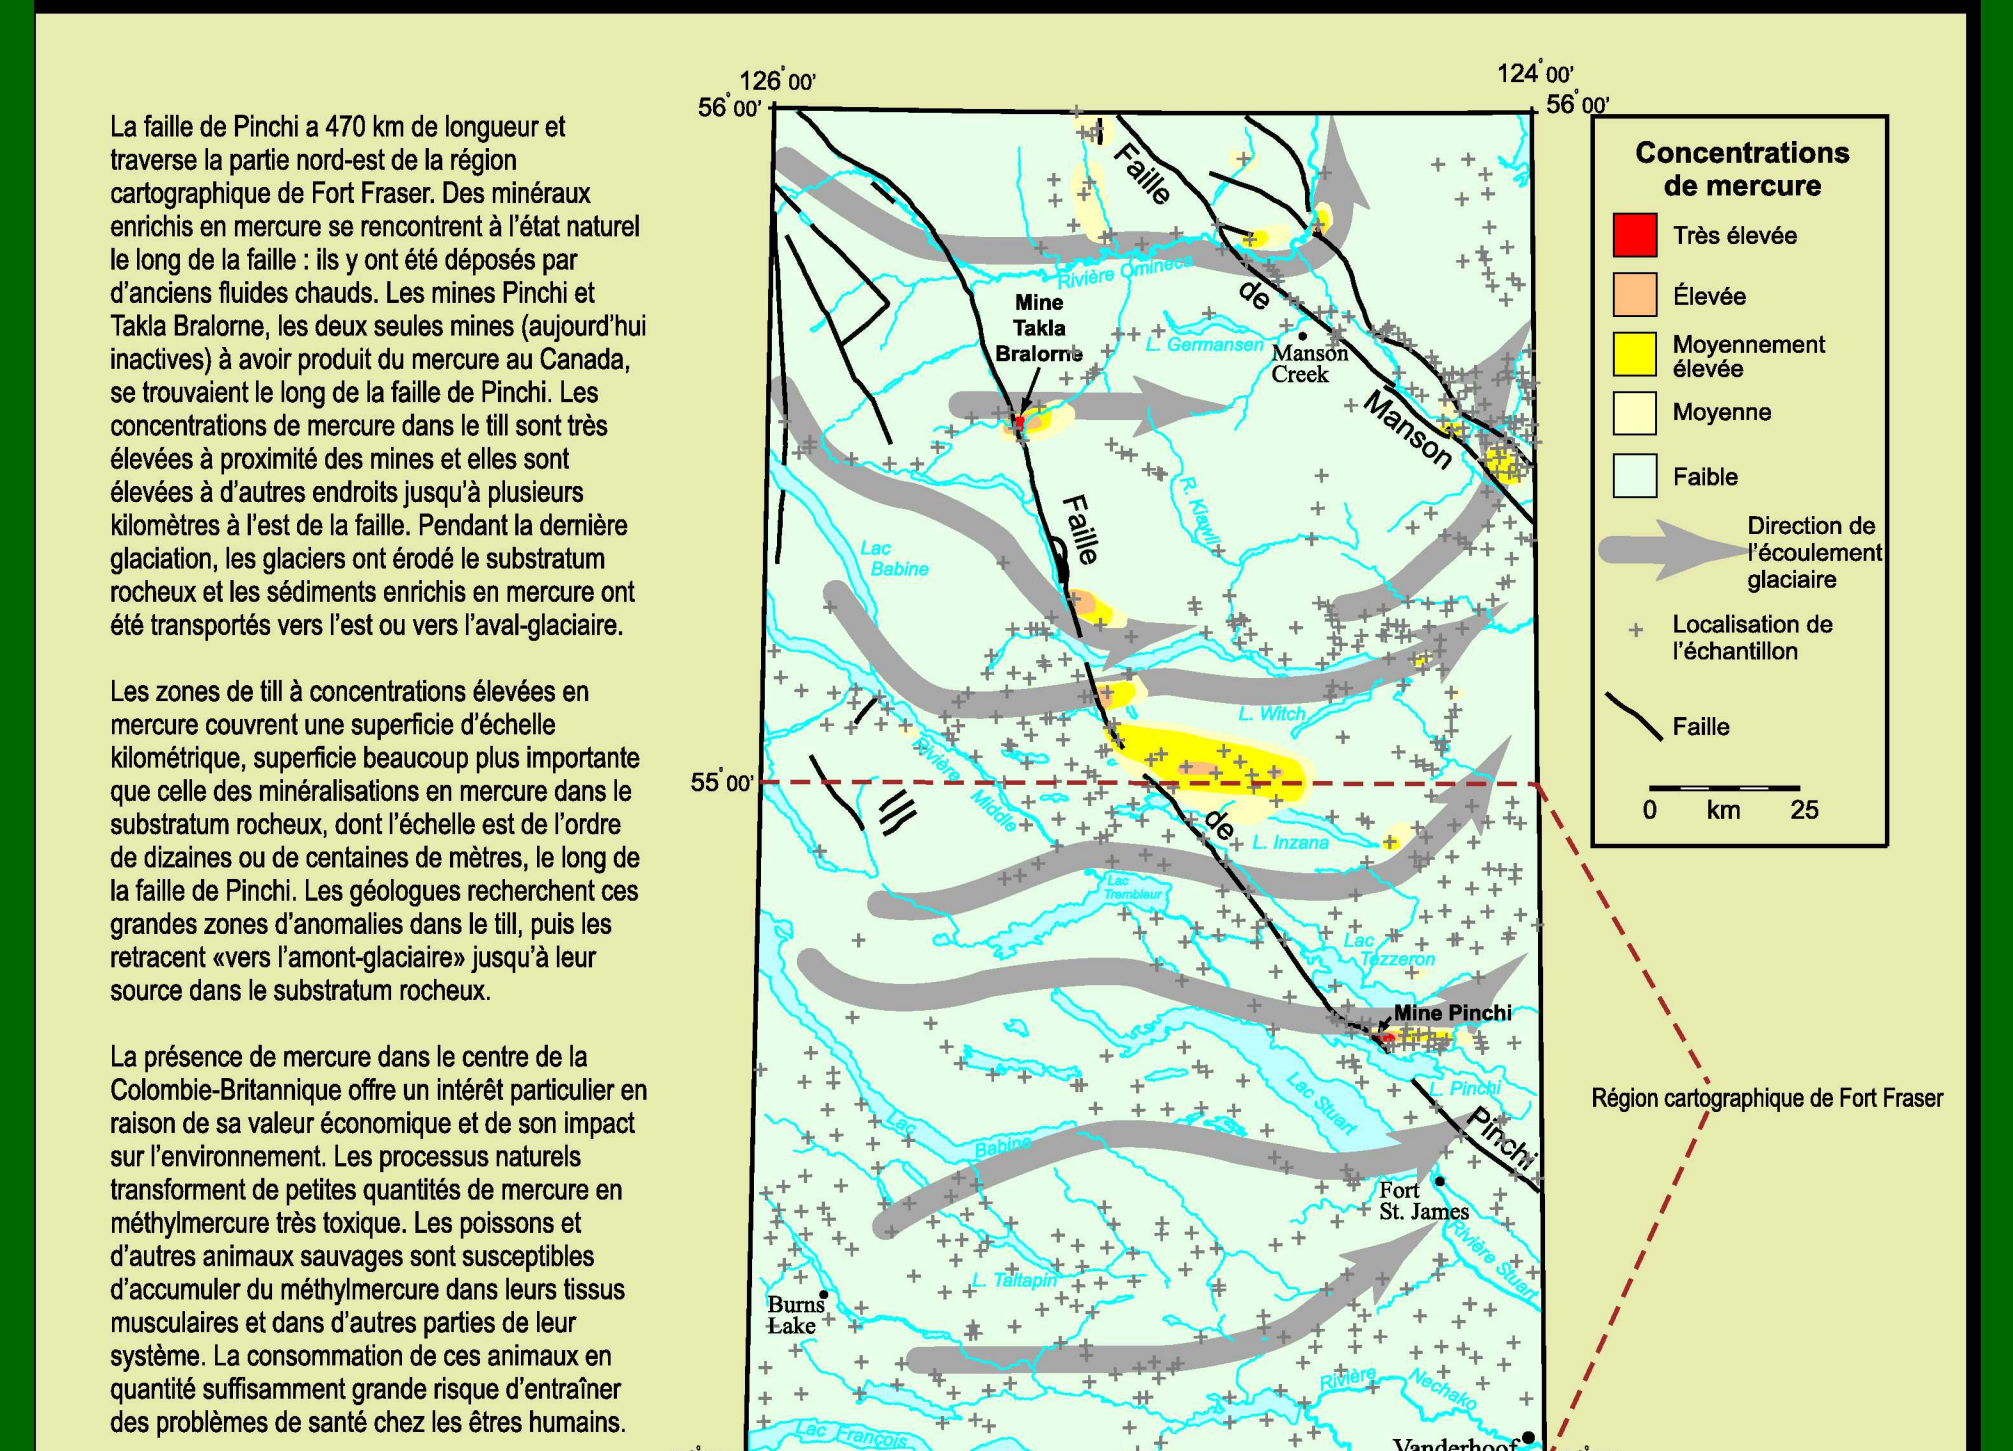 La faille de Pinchi a 470 km de longueur et
traverse la partie nord-est de la région
cartographique de Fort Fraser. Des minéraux
enrichis en mercure se rencontrent à l'état naturel
le long de la faille : ils y ont été déposés par
d'anciens fluides chauds. Les mines Pinchi et
Takla Bralorne, les deux seules mines (aujourd'hui
inactives) à avoir produit du mercure au Canada,
se trouvaient le long de la faille de Pinchi. Les
concentrations de mercure dans le till sont très
élevées à proximité des mines et elles sont
élevées à d'autres endroits jusqu'à plusieurs
kilomètres à l'est de la faille. Pendant la dernière
glaciation, les glaciers ont érodé le substratum
rocheux et les sédiments enrichis en mercure ont
été transportés vers l'est ou vers l'aval-glaciaire.
Les zones de till à concentrations élevées en
mercure couvrent une superficie d'échelle
kilométrique, superficie beaucoup plus importante
que celle des minéralisations en mercure dans le
substratum rocheux, dont l'échelle est de l'ordre
de dizaines ou de centaines de mètres, le long de
la faille de Pinchi. Les géologues recherchent ces
grandes zones d'anomalies dans le till, puis les
retracent «vers l'amont-glaciaire» jusqu'à leur
source dans le substratum rocheux.
La présence de mercure dans le centre de la
Colombie-Britannique offre un intérêt particulier en
raison de sa valeur économique et de son impact
sur l'environnement. Les processus naturels
transforment de petites quantités de mercure en
méthylmercure très toxique. Les poissons et
d'autres animaux sauvages sont susceptibles
d'accumuler du méthylmercure dans leurs tissus
musculaires et dans d'autres parties de leur
système. La consommation de ces animaux en
quantité suffisamment grande risque d'entraîner
des problèmes de santé chez les êtres humains.
126°00'
124°00'
56°00'
56°00'
Faille
Rivière Omineca
de
Mine
Takla
Bralorne
L. Germansen
Manson
Creek
Manson
Faille
R. Klawli
Lac
Babine
L. Witch
Rivière
Middle
55°00'
de
L. Inzana
Lac
Trembleur
Lac
Tezzeron
Mine Pinchi
L. Pinchi
Lac Stuart
Pinchi
Lac
Babine
Fort
St. James
Rivière Stuart
L. Taltapin
Burns
Lake
Rivière
Nechako
Lac François
Vanderhoof
Concentrations
de mercure
Très élevée
Élevée
Moyennement
élevée
Moyenne
Faible
Direction de
l'écoulement
glaciaire
Localisation de
l'échantillon
Faille
0 km 25
Région cartographique de Fort Fraser